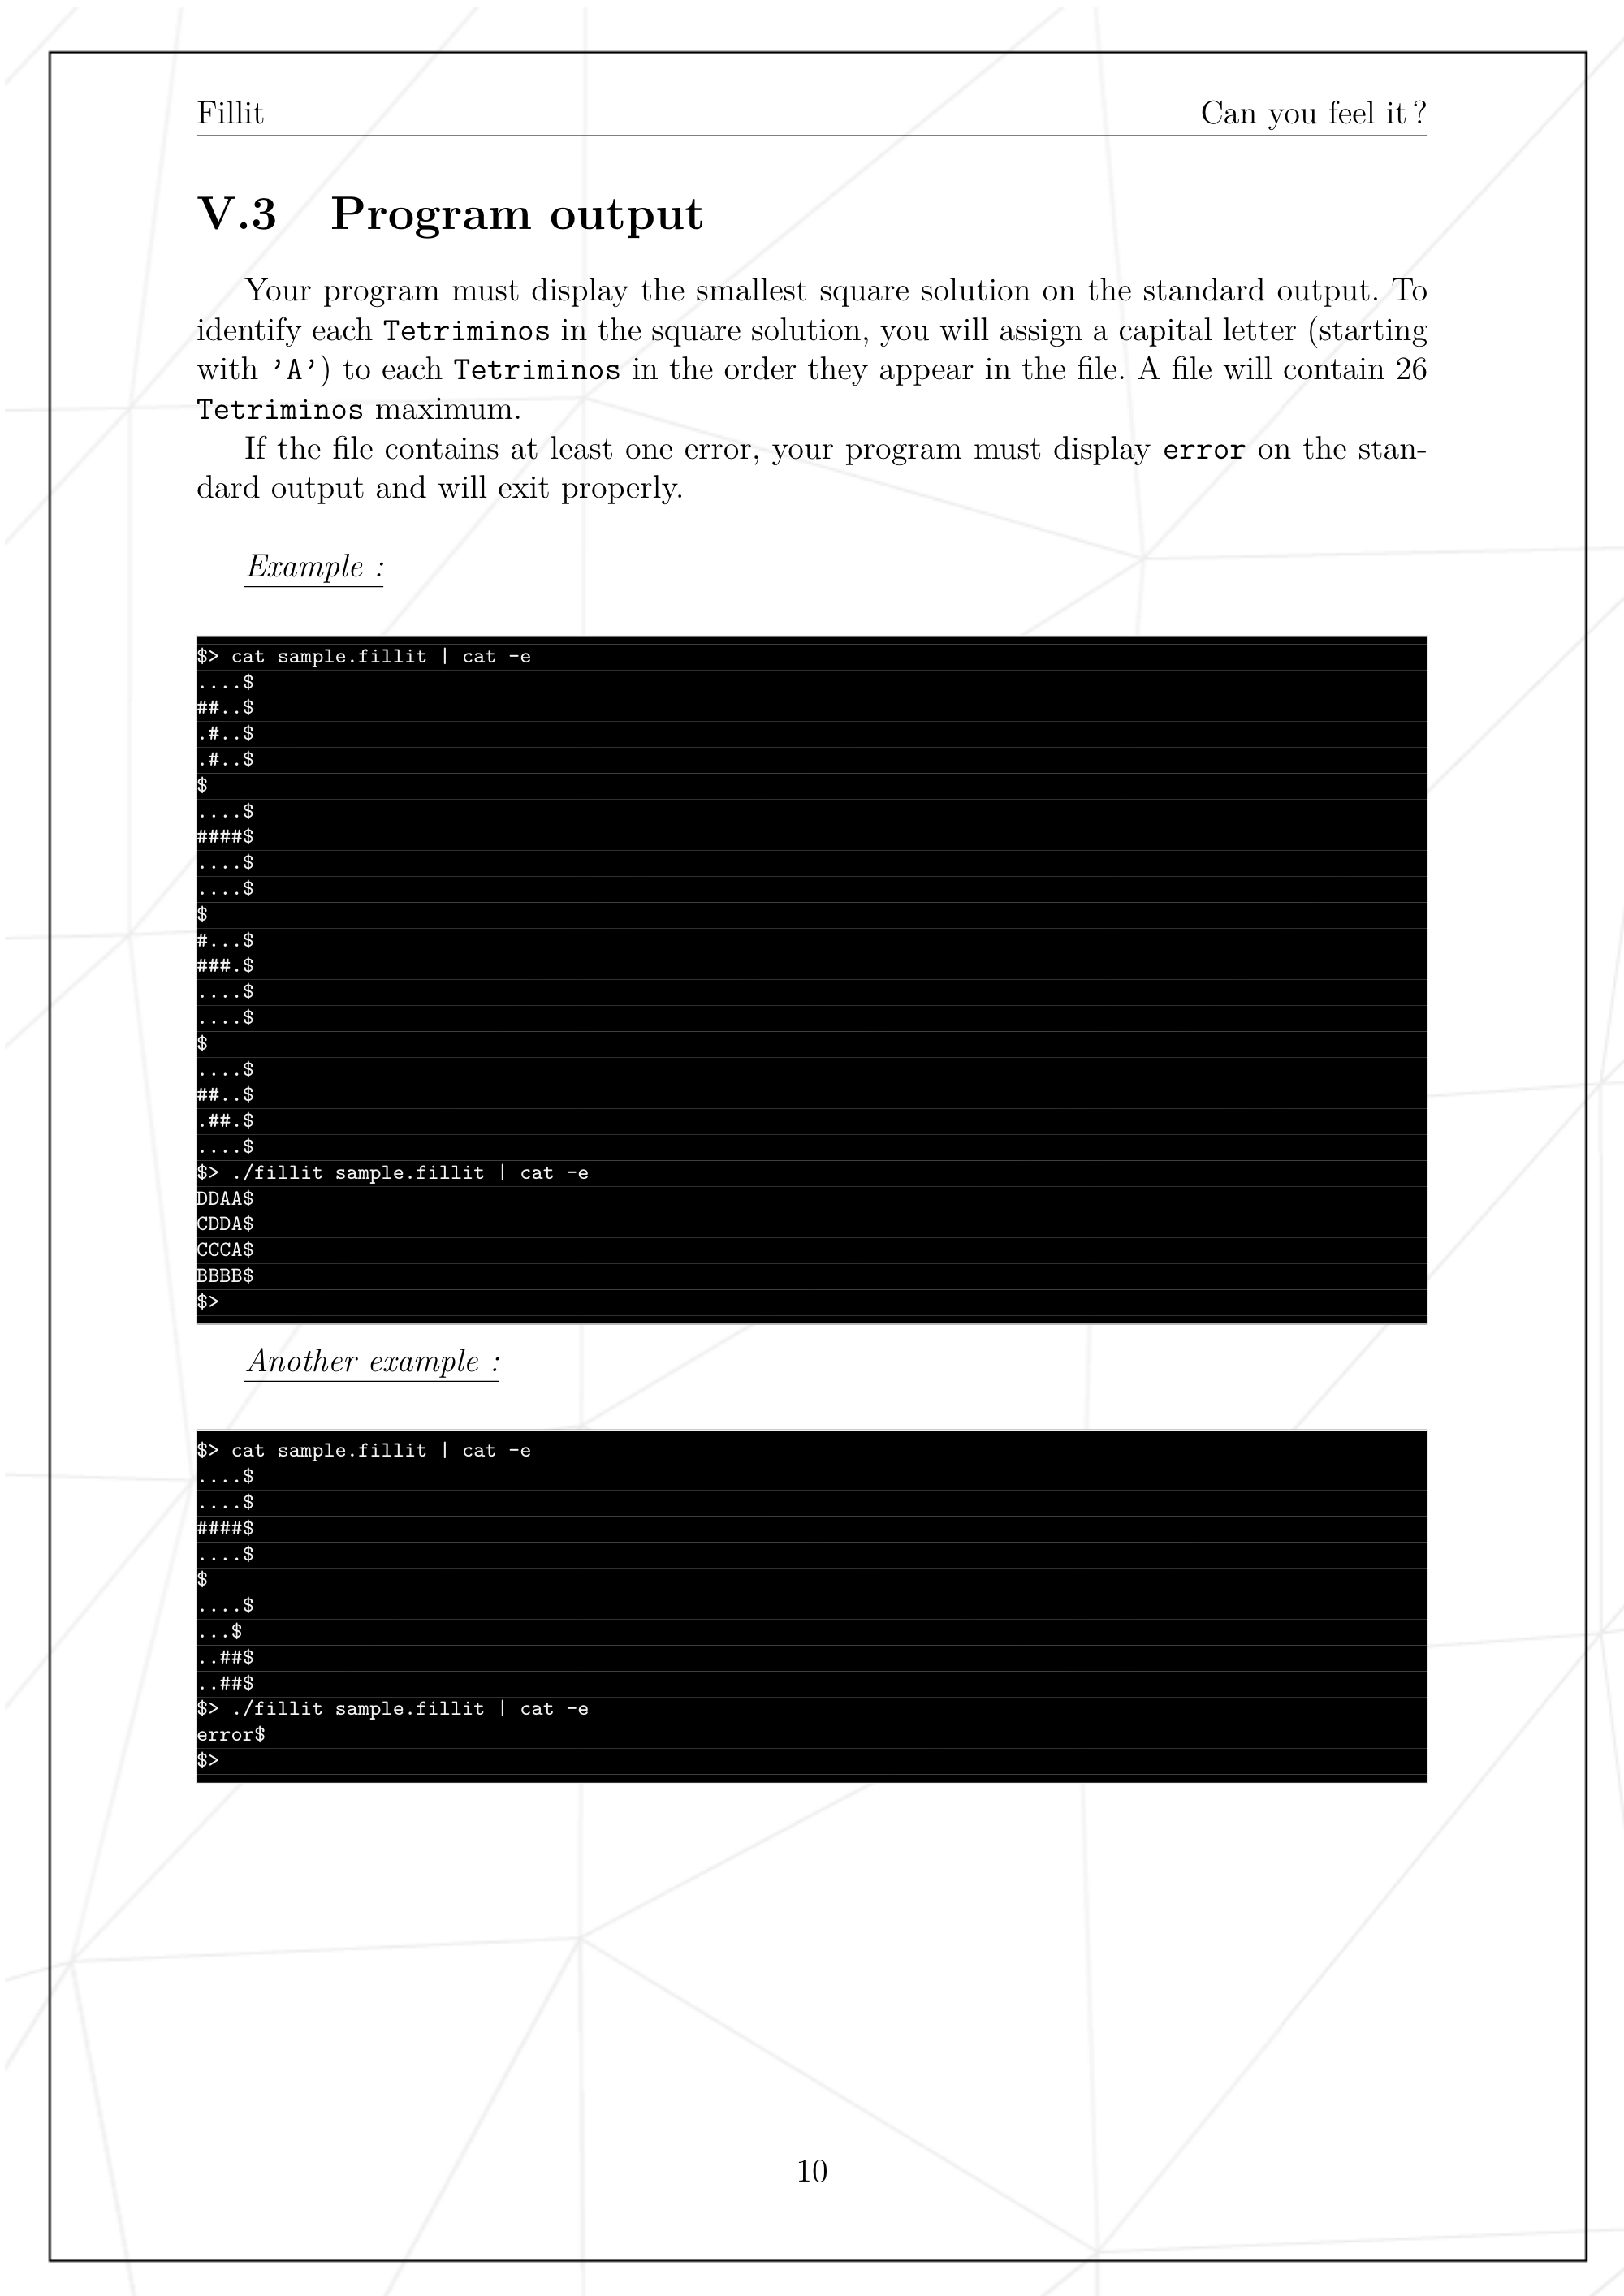 Fillit Can you feel it ?
V.3 Program output
Your program must display the smallest square solution on the standard output. To
identify each Tetriminos in the square solution, you will assign a capital letter (starting
with ’A’) to each Tetriminos in the order they appear in the file. A file will contain 26
Tetriminos maximum.
If the file contains at least one error, your program must display error on the stan-
dard output and will exit properly.
Example :
$> cat sample.fillit | cat -e
....$
##..$
.#..$
.#..$
$
....$
####$
....$
....$
$
#...$
###.$
....$
....$
$
....$
##..$
.##.$
....$
$> ./fillit sample.fillit | cat -e
DDAA$
CDDA$
CCCA$
BBBB$
$>
Another example :
$> cat sample.fillit | cat -e
....$
....$
####$
....$
$
....$
...$
..##$
..##$
$> ./fillit sample.fillit | cat -e
error$
$>
10